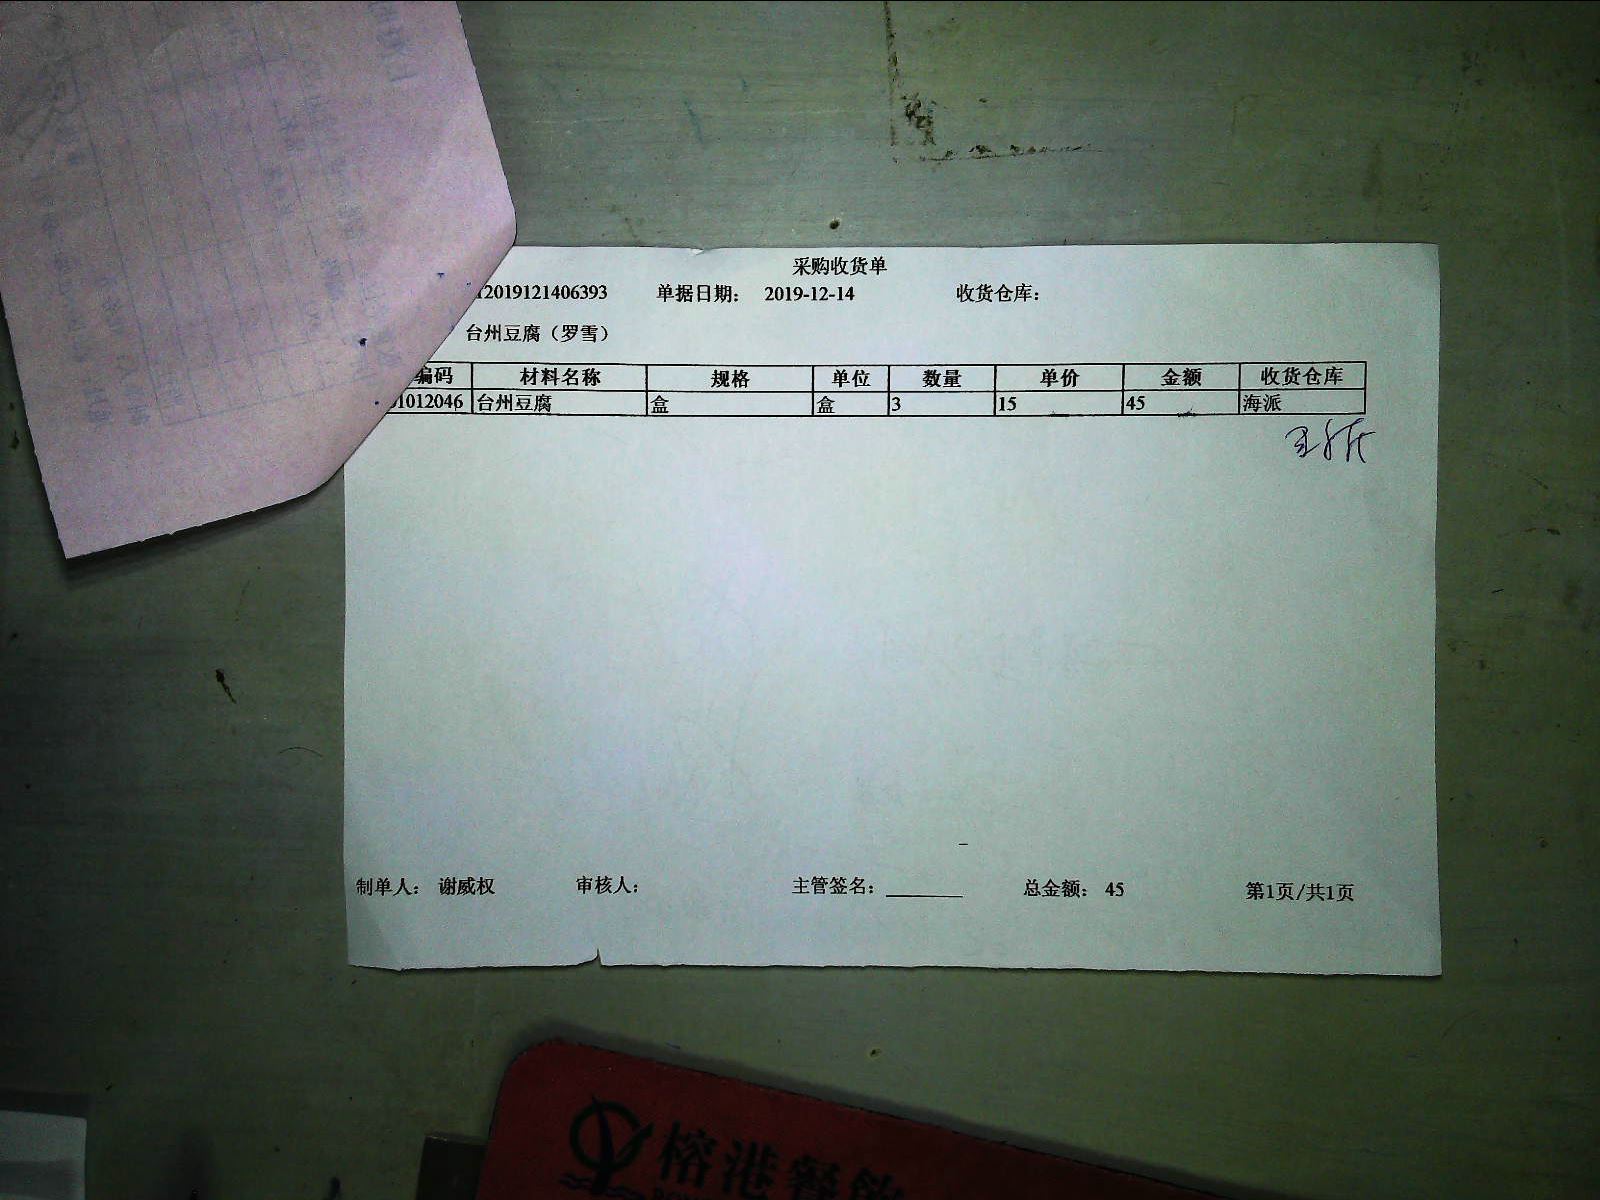 采购收货单
12019121406393 单据日期： 2019-12-14 收货仓库：
台州豆腐（罗雪）
编码 材料名称 规格 单位 数量 单价 金额 收货仓库
01012046 台州豆腐 盒 盒 3 15 45 海派
制单人： 谢威权 审核人： 主管签名： 总金额： 45 第1页/共1页
榕港餐飲